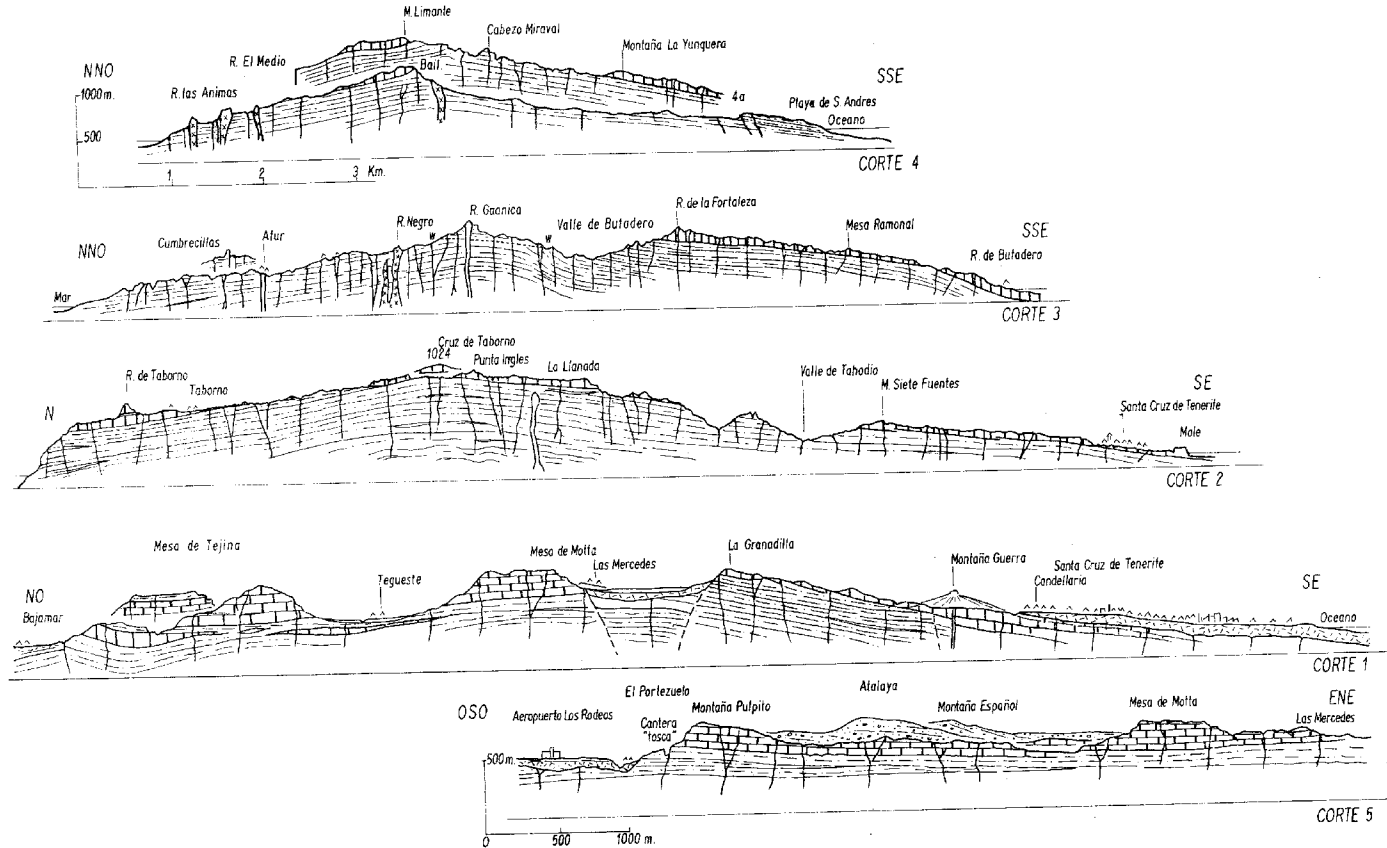 M. Limante
Cabezo Miraval
Montaña La Yunguera
R. El Medio
NNO
Bail
SSE
1000 m.
R. las Animas
4a
Playa de S. Andres
Oceano
500
CORTE 4
1 2 3 Km.
R. Guanica
R. de la Fortaleza
R. Negro
Valle de Butadero
Mesa Ramonal
SSE
NNO
Cumbrecillas
Afur
W
W
R. de Butadero
Mar
CORTE 3
Cruz de Taborno
1024
Punta Ingles
R. de Taborno
Taborno
La Llanada
Valle de Tahodio
M. Siete Fuentes
SE
N
Santa Cruz de Tenerife
Mole
CORTE 2
Mesa de Tejina
Mesa de Motta
La Granadilla
Las Mercedes
Montaña Guerra
Santa Cruz de Tenerife
NO
Tegueste
Candellaria
SE
Bajamar
Oceano
CORTE 1
El Portezuelo
Atalaya
OSO
Aeropuerto Los Rodeos
Cantera
"tosca"
Montaña Pulpito
Montaña Español
Mesa de Motta
ENE
Las Mercedes
500 m.
CORTE 5
0 500 1000 m.